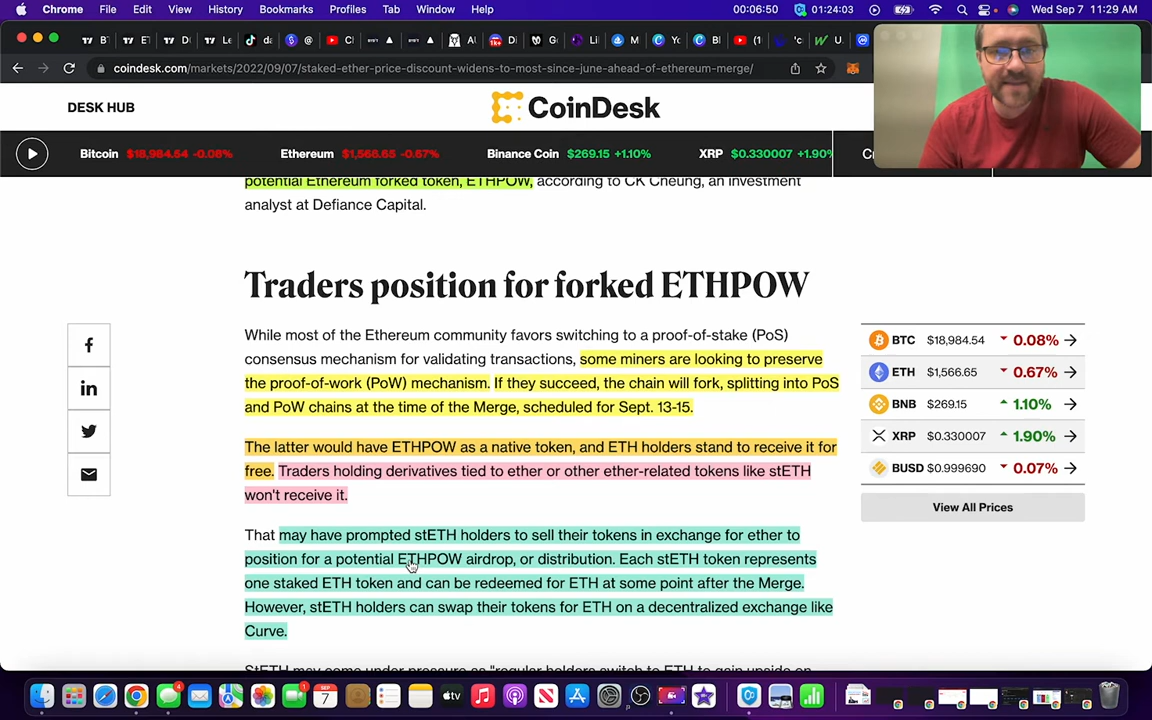 Chrome File Edit View History Bookmarks Profiles Tab Window Help 00:06:50 01:24:03 Wed Sep 7 11:29 AM
coindesk.com/markets/2022/09/07/staked-ether-price-discount-widens-to-most-since-june-ahead-of-ethereum-merge/
DESK HUB
CoinDesk
Bitcoin $18,984.54 -0.08% Ethereum $1,566.65 -0.67% Binance Coin $269.15 +1.10% XRP $0.330007 +1.90%
potential Ethereum forked token, ETHPOW, according to CK Cheung, an investment
analyst at Defiance Capital.
Traders position for forked ETHPOW
While most of the Ethereum community favors switching to a proof-of-stake (PoS)
consensus mechanism for validating transactions, some miners are looking to preserve
the proof-of-work (PoW) mechanism. If they succeed, the chain will fork, splitting into PoS
and PoW chains at the time of the Merge, scheduled for Sept. 13-15.
The latter would have ETHPOW as a native token, and ETH holders stand to receive it for
free. Traders holding derivatives tied to ether or other ether-related tokens like stETH
won't receive it.
That may have prompted stETH holders to sell their tokens in exchange for ether to
position for a potential ETHPOW airdrop, or distribution. Each stETH token represents
one staked ETH token and can be redeemed for ETH at some point after the Merge.
However, stETH holders can swap their tokens for ETH on a decentralized exchange like
Curve.
StETH may come under pressure as "regular holders switch to ETH to gain upside on
BTC $18,984.54 0.08%
ETH $1,566.65 0.67%
BNB $269.15 1.10%
XRP $0.330007 1.90%
BUSD $0.999690 0.07%
View All Prices